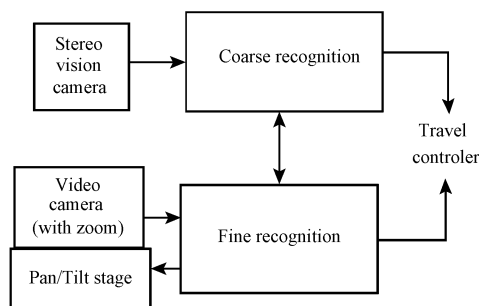 Stereo
vision
camera
Coarse recognition
Travel
controler
Video
camera
(with zoom)
Fine recognition
Pan/Tilt stage